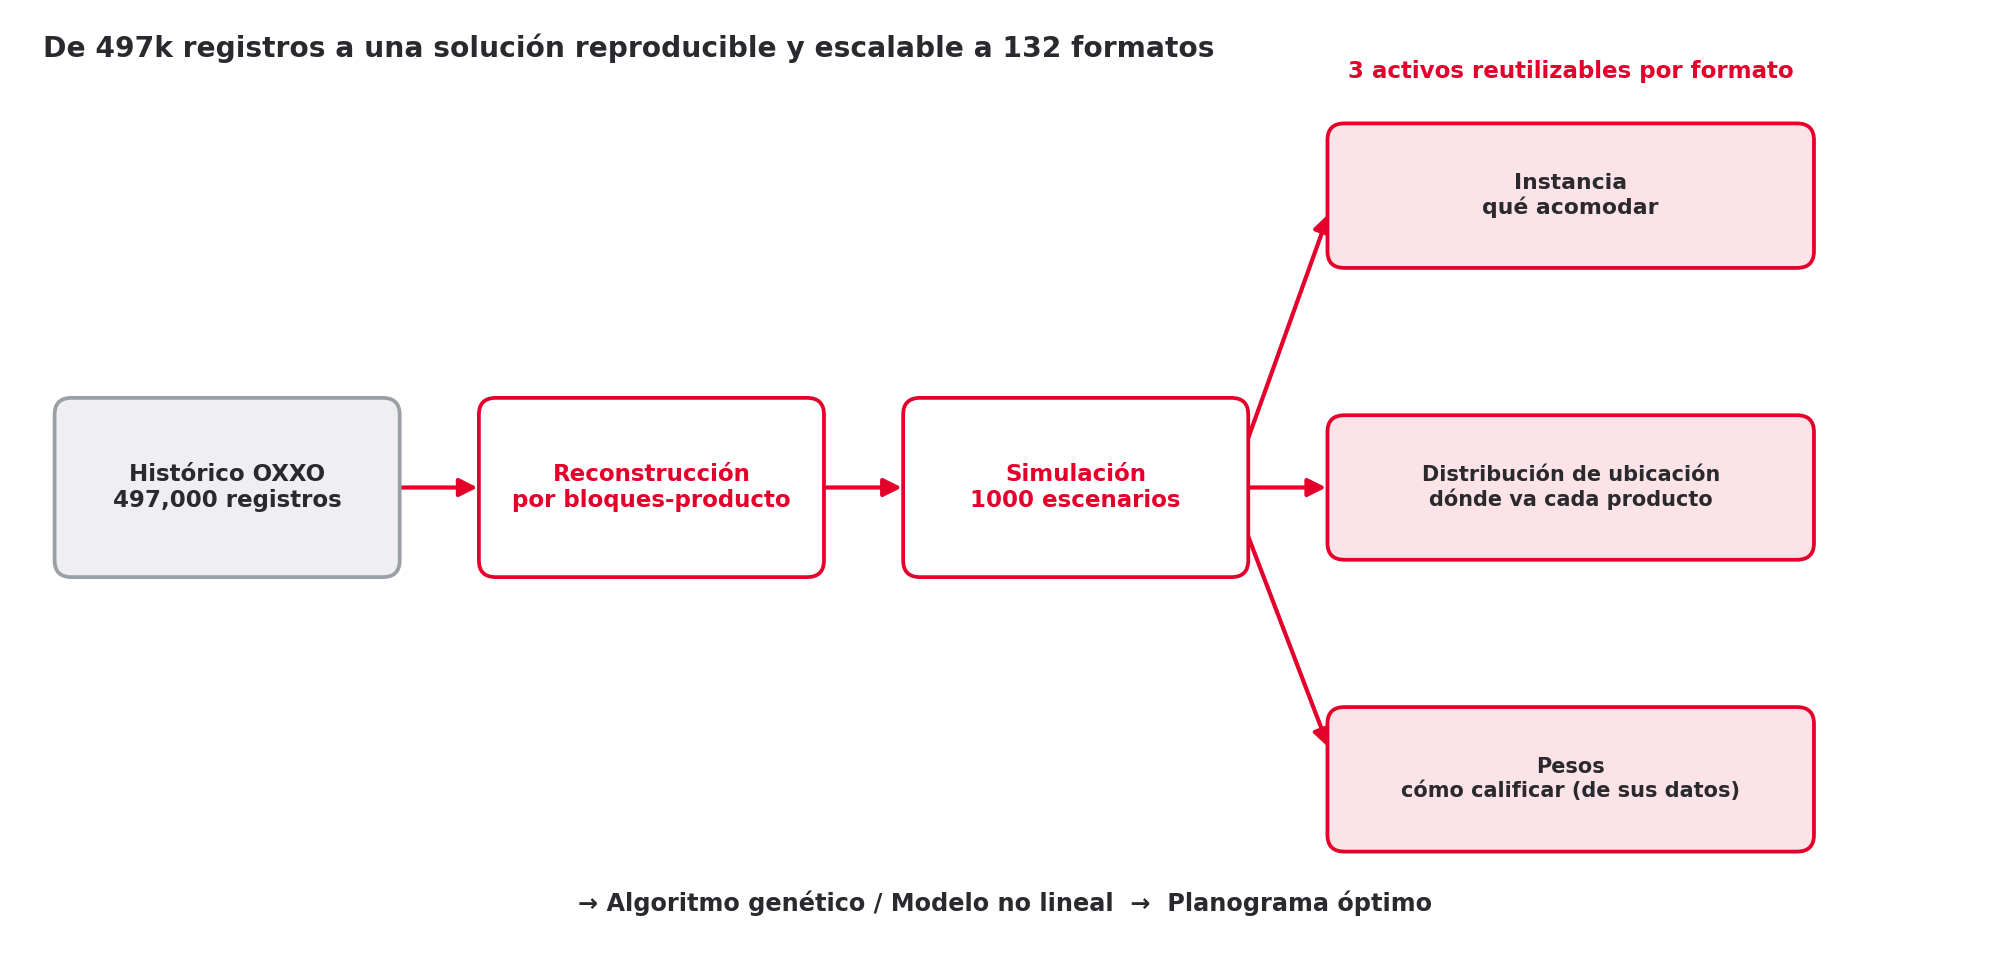 De 497k registros a una solución reproducible y escalable a 132 formatos
3 activos reutilizables por formato
Instancia
qué acomodar
Histórico OXXO
497,000 registros
Reconstrucción
por bloques-producto
Simulación
1000 escenarios
Distribución de ubicación
dónde va cada producto
Pesos
cómo calificar (de sus datos)
→ Algoritmo genético / Modelo no lineal → Planograma óptimo